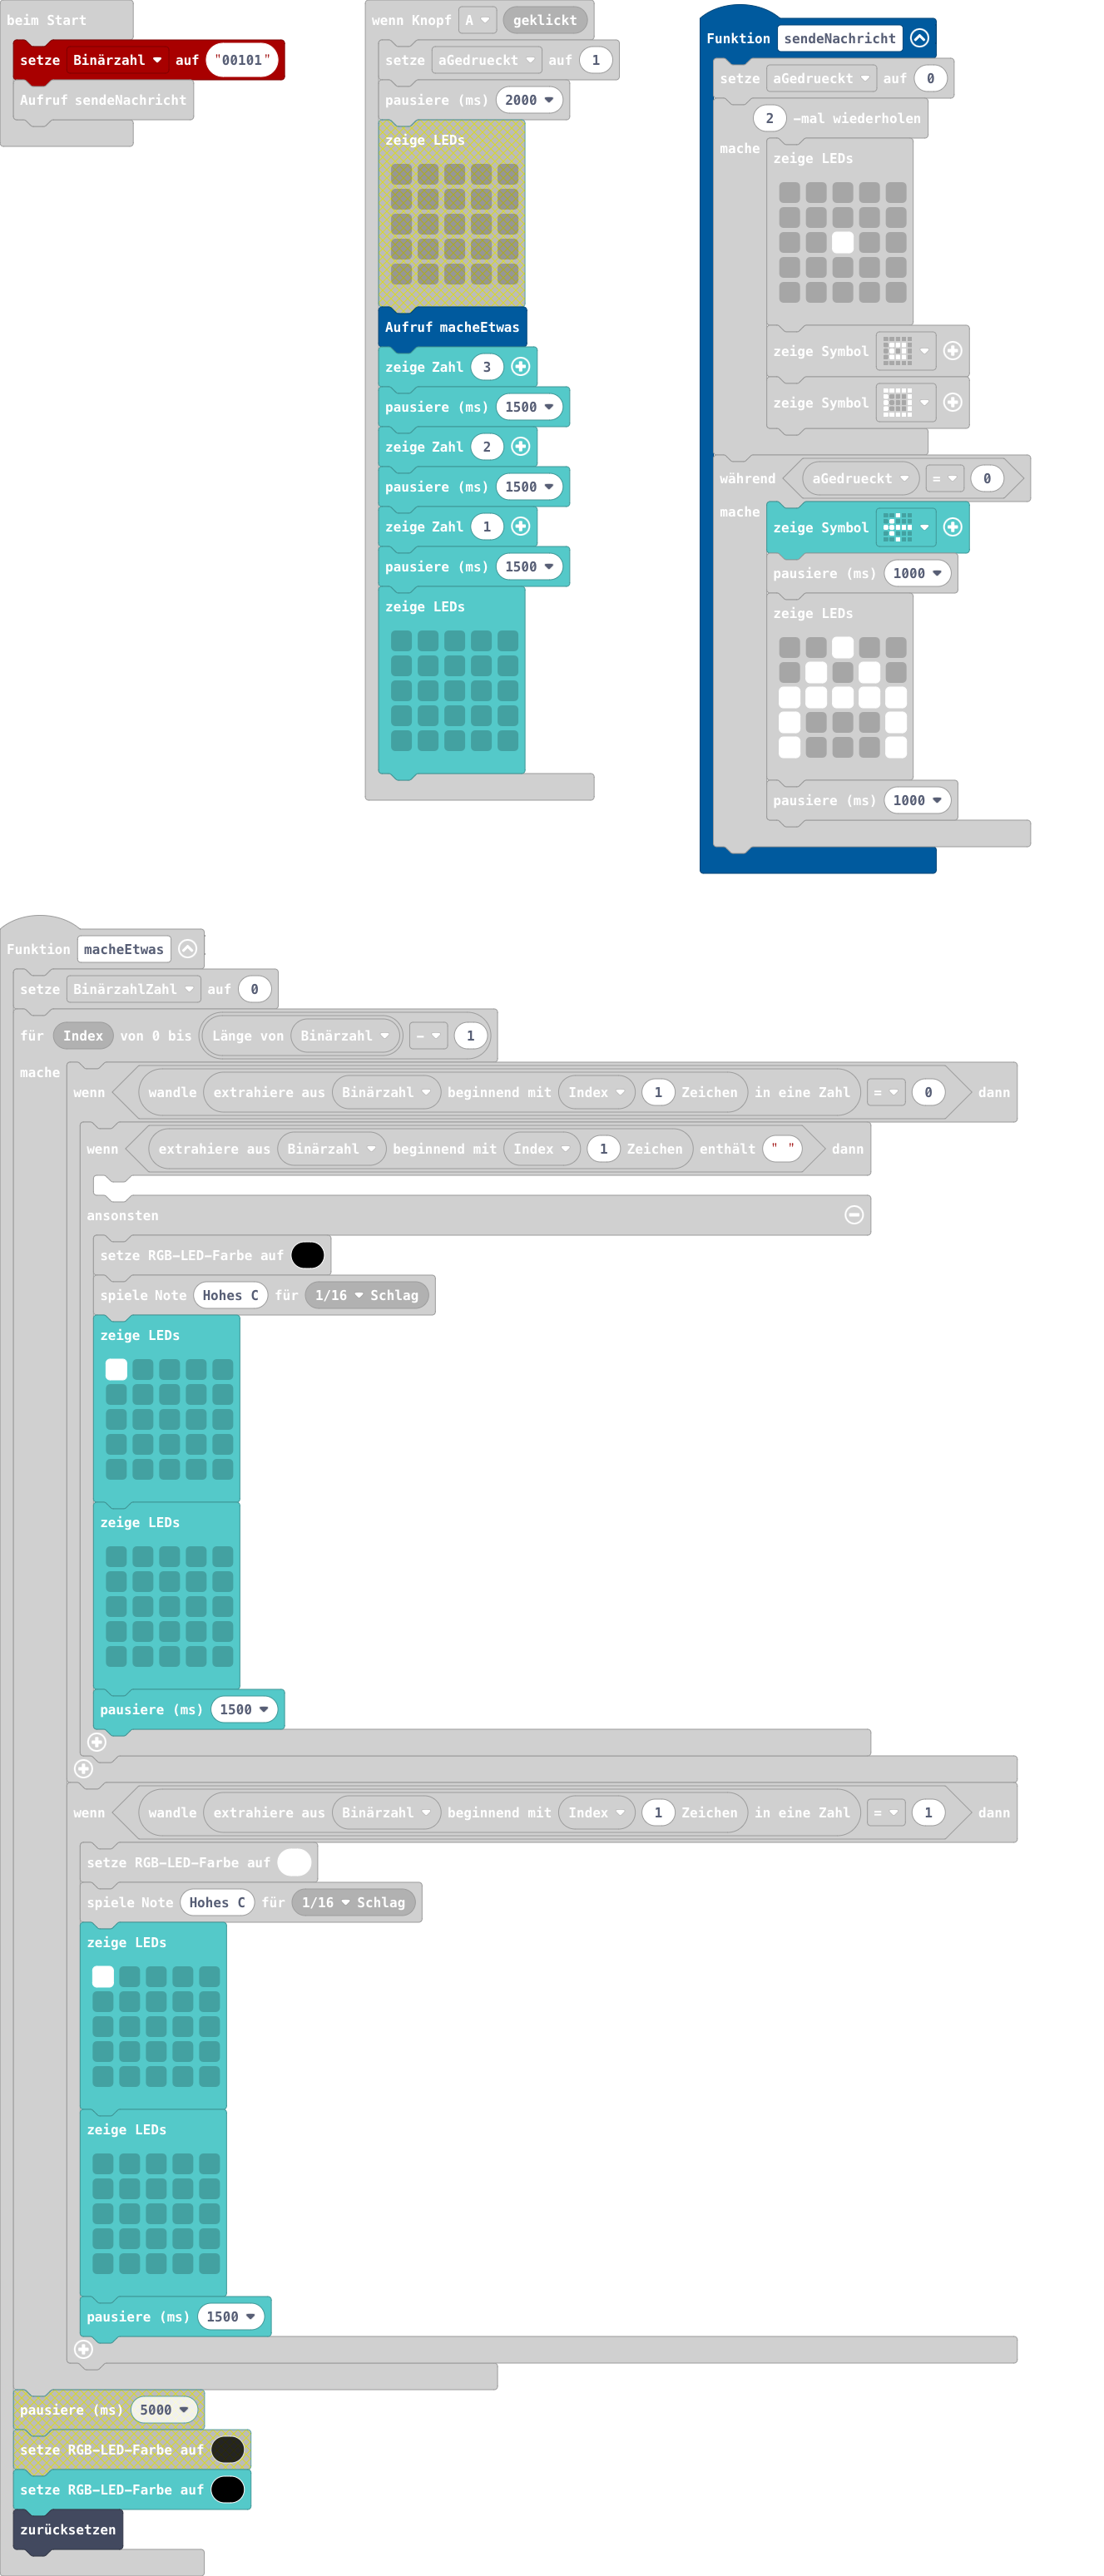 beim Start
setze Binärzahl auf "00101"
Aufruf sendeNachricht
wenn Knopf A geklickt
setze aGedrueckt auf 1
pausiere (ms) 2000
zeige LEDs
Aufruf macheEtwas
zeige Zahl 3
pausiere (ms) 1500
zeige Zahl 2
pausiere (ms) 1500
zeige Zahl 1
pausiere (ms) 1500
zeige LEDs
Funktion sendeNachricht
setze aGedrueckt auf 0
2 -mal wiederholen
mache
zeige LEDs
zeige Symbol
zeige Symbol
während aGedrueckt = 0
mache
zeige Symbol
pausiere (ms) 1000
zeige LEDs
pausiere (ms) 1000
Funktion macheEtwas
setze BinärzahlZahl auf 0
für Index von 0 bis Länge von Binärzahl - 1
mache
wenn wandle extrahiere aus Binärzahl beginnend mit Index 1 Zeichen in eine Zahl = 0 dann
wenn extrahiere aus Binärzahl beginnend mit Index 1 Zeichen enthält " " dann
ansonsten
setze RGB-LED-Farbe auf
spiele Note Hohes C für 1/16 Schlag
zeige LEDs
zeige LEDs
pausiere (ms) 1500
wenn wandle extrahiere aus Binärzahl beginnend mit Index 1 Zeichen in eine Zahl = 1 dann
setze RGB-LED-Farbe auf
spiele Note Hohes C für 1/16 Schlag
zeige LEDs
zeige LEDs
pausiere (ms) 1500
pausiere (ms) 5000
setze RGB-LED-Farbe auf
setze RGB-LED-Farbe auf
zurücksetzen